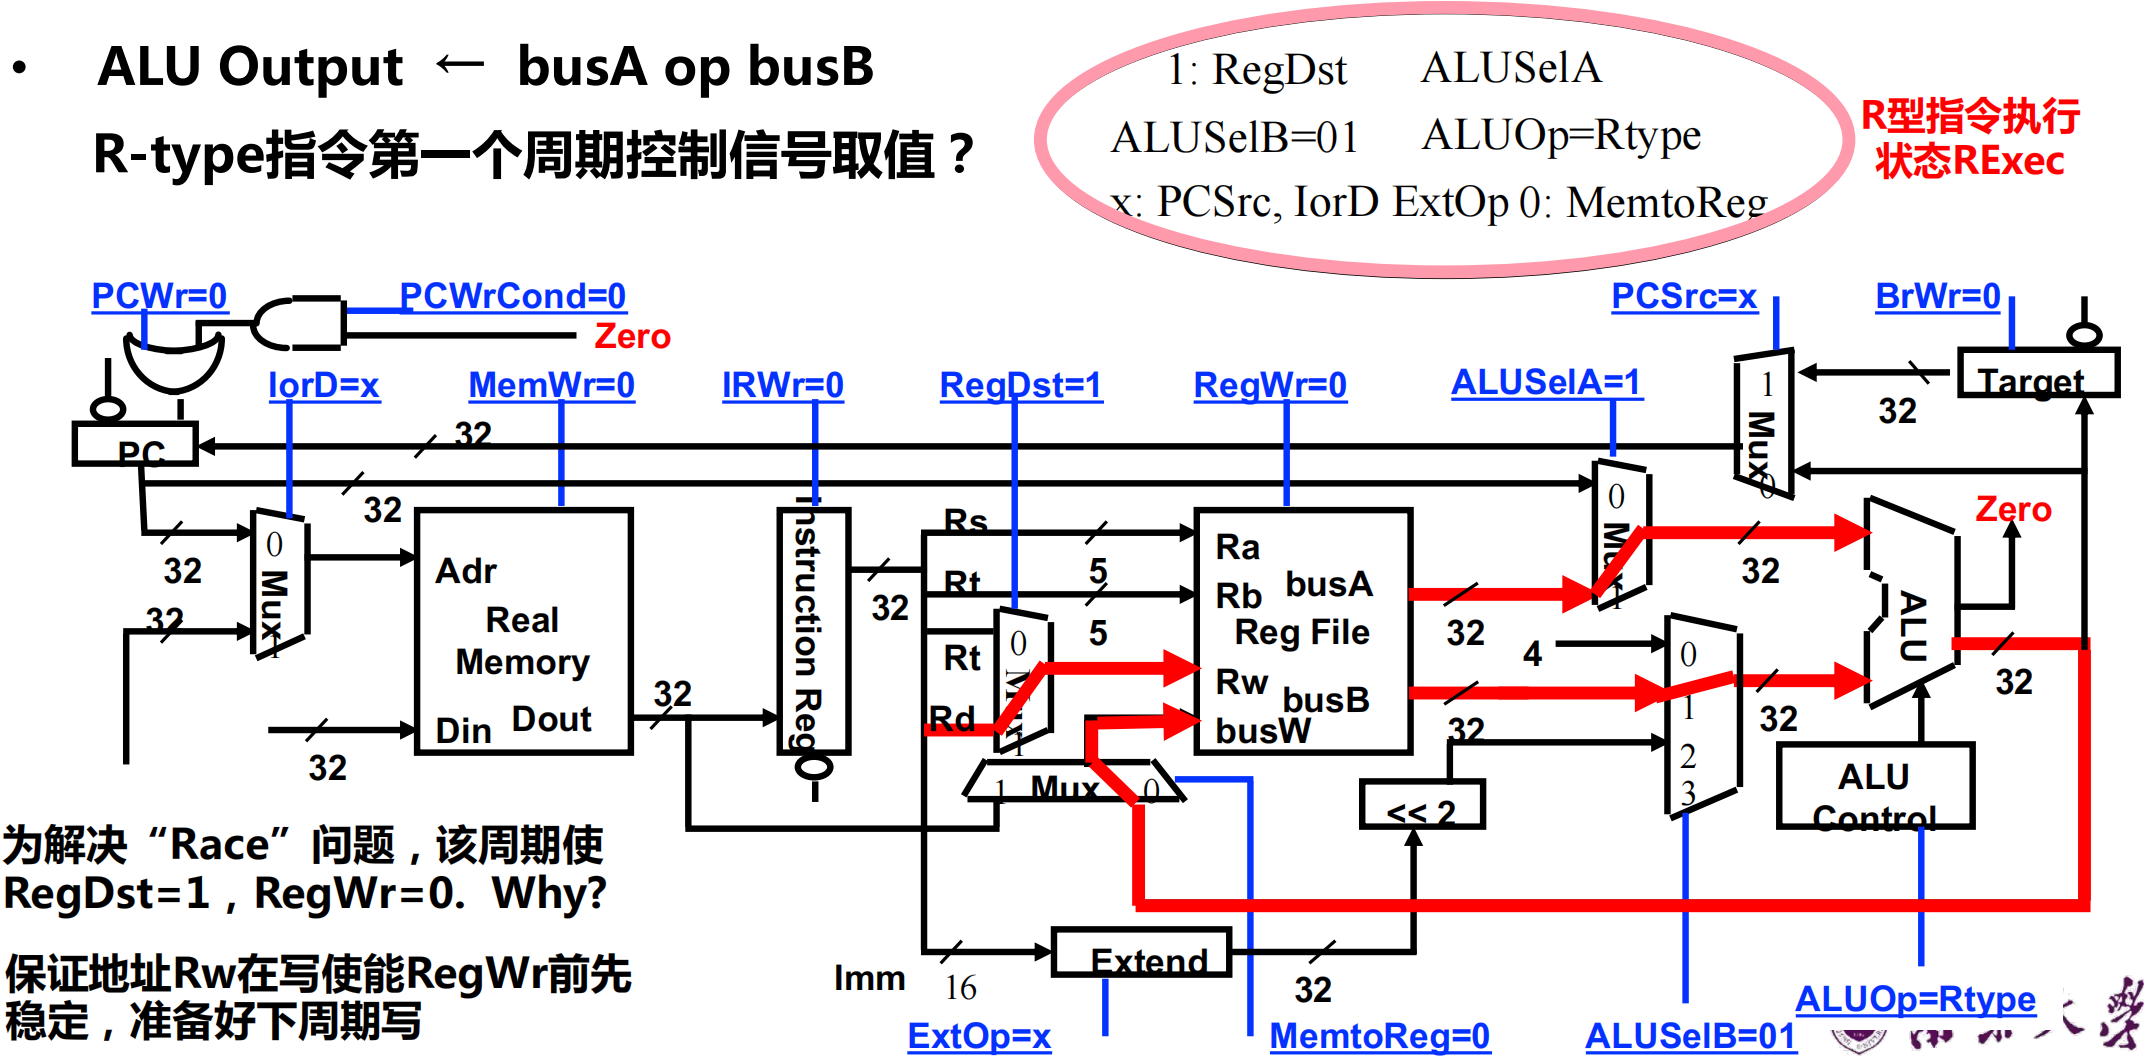 • ALU Output ← busA op busB
R-type指令第一个周期控制信号取值？
1: RegDst ALUSelA
ALUSelB=01 ALUOp=Rtype
x: PCSrc, IorD ExtOp 0: MemtoReg
R型指令执行
状态RExec
PCWr=0
PCWrCond=0
Zero
PCSrc=x
BrWr=0
IorD=x
MemWr=0
IRWr=0
RegDst=1
RegWr=0
ALUSelA=1
Target
32
PC
32
32
1
Mux
0
0
Mux
1
32
32
Adr
Real
Memory
Din
Dout
32
32
Instruction Reg
32
Rs
5
Rt
5
Rt
Rd
0
Mux
1
Ra
Rb
busA
Reg File
Rw
busB
busW
32
32
0
Mux
1
32
4
0
1
2
3
32
Zero
ALU
32
ALU
Control
1 Mux 0
<< 2
Imm
16
Extend
32
为解决“Race”问题，该周期使
RegDst=1，RegWr=0. Why?
保证地址Rw在写使能RegWr前先
稳定，准备好下周期写
ExtOp=x
MemtoReg=0
ALUSelB=01
ALUOp=Rtype